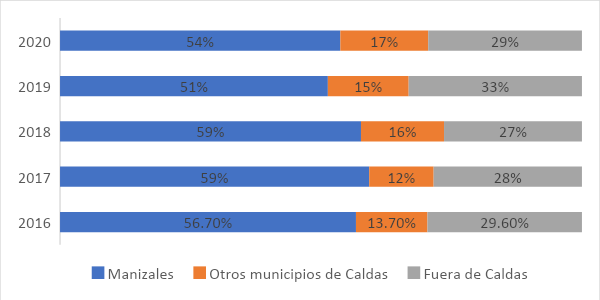 2020 54% 17% 29%
2019 51% 15% 33%
2018 59% 16% 27%
2017 59% 12% 28%
2016 56.70% 13.70% 29.60%
Manizales Otros municipios de Caldas Fuera de Caldas